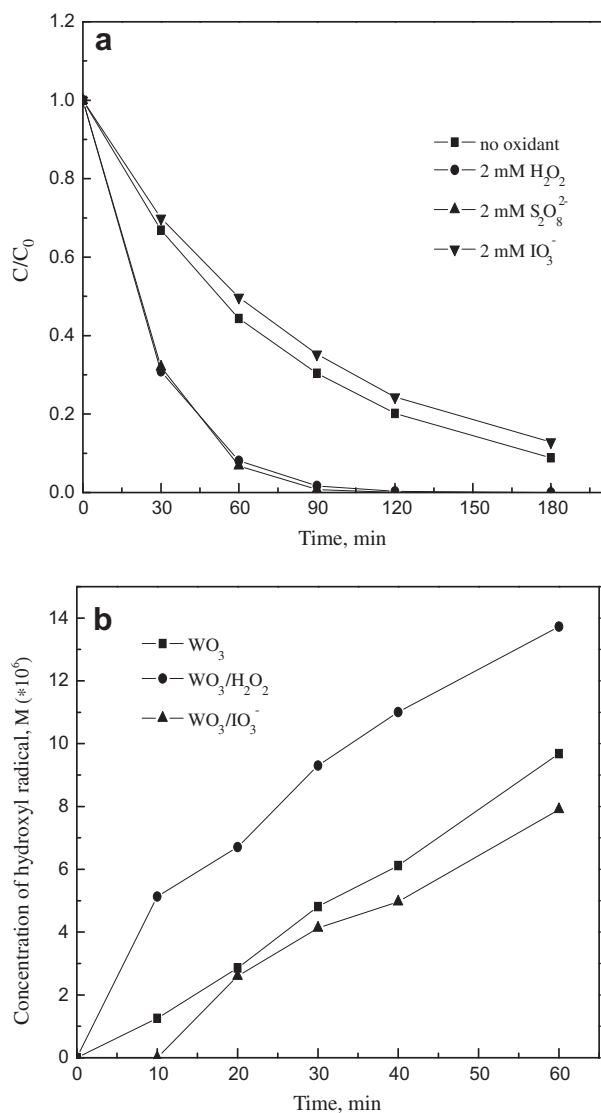 a
1.2
1.0
0.8
0.6
0.4
0.2
0.0
C/C₀
no oxidant
2 mM H₂O₂
2 mM S₂O₈²⁻
2 mM IO₃⁻
0 30 60 90 120 150 180
Time, min
b
14
12
10
8
6
4
2
0
Concentration of hydroxyl radical, M (*10⁶)
WO₃
WO₃/H₂O₂
WO₃/IO₃⁻
0 10 20 30 40 50 60
Time, min